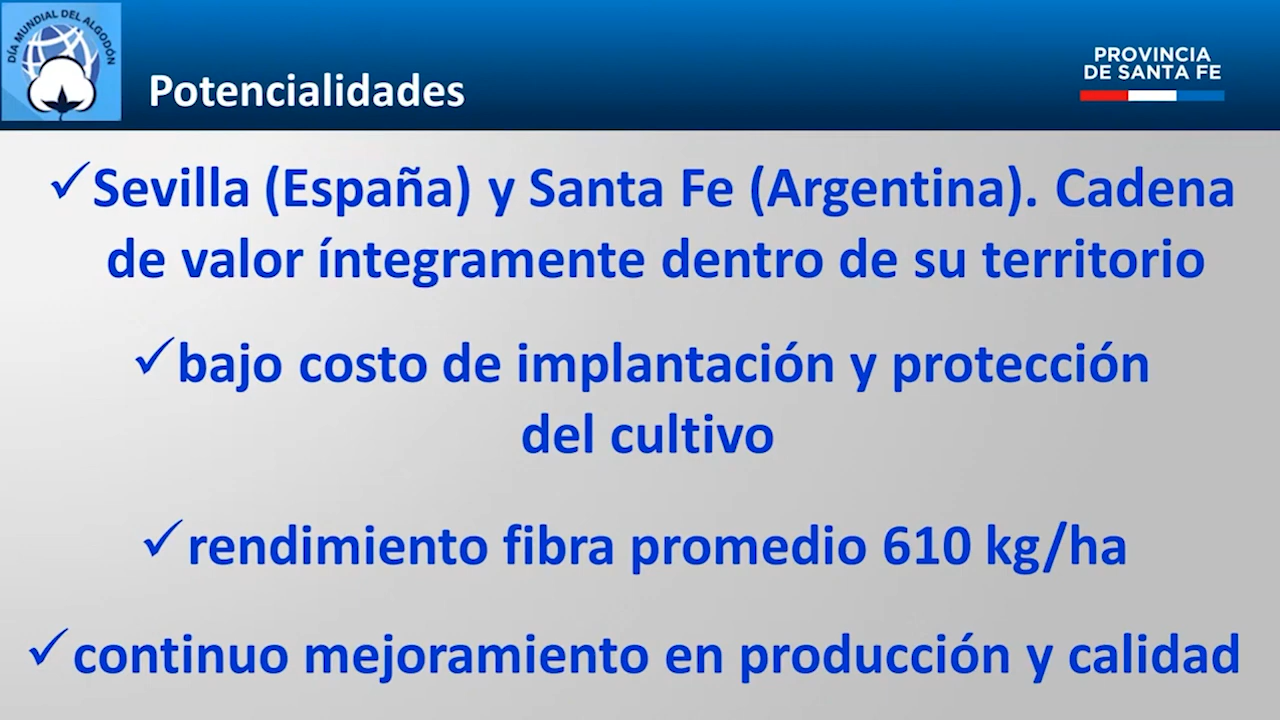 DÍA MUNDIAL DEL ALGODÓN
Potencialidades
PROVINCIA
DE SANTA FE
✓Sevilla (España) y Santa Fe (Argentina). Cadena
de valor íntegramente dentro de su territorio
✓bajo costo de implantación y protección
del cultivo
✓rendimiento fibra promedio 610 kg/ha
✓continuo mejoramiento en producción y calidad